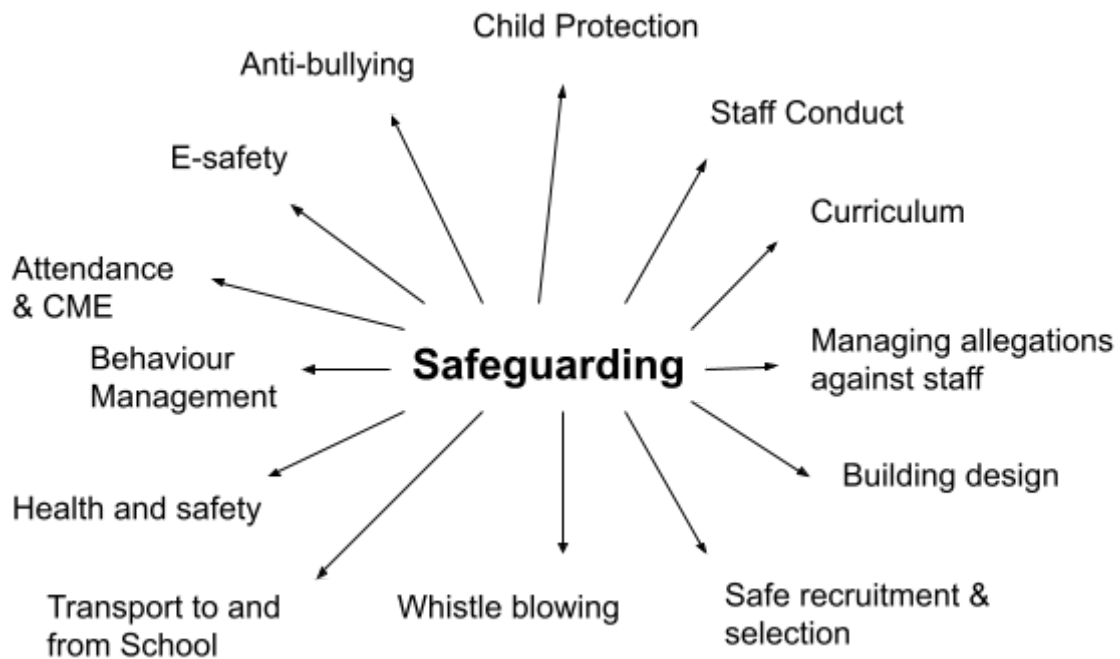 Child Protection
Anti-bullying
Staff Conduct
E-safety
Curriculum
Attendance
& CME
Managing allegations
against staff
Behaviour
Management
Safeguarding
Building design
Health and safety
Transport to and
from School
Whistle blowing
Safe recruitment &
selection